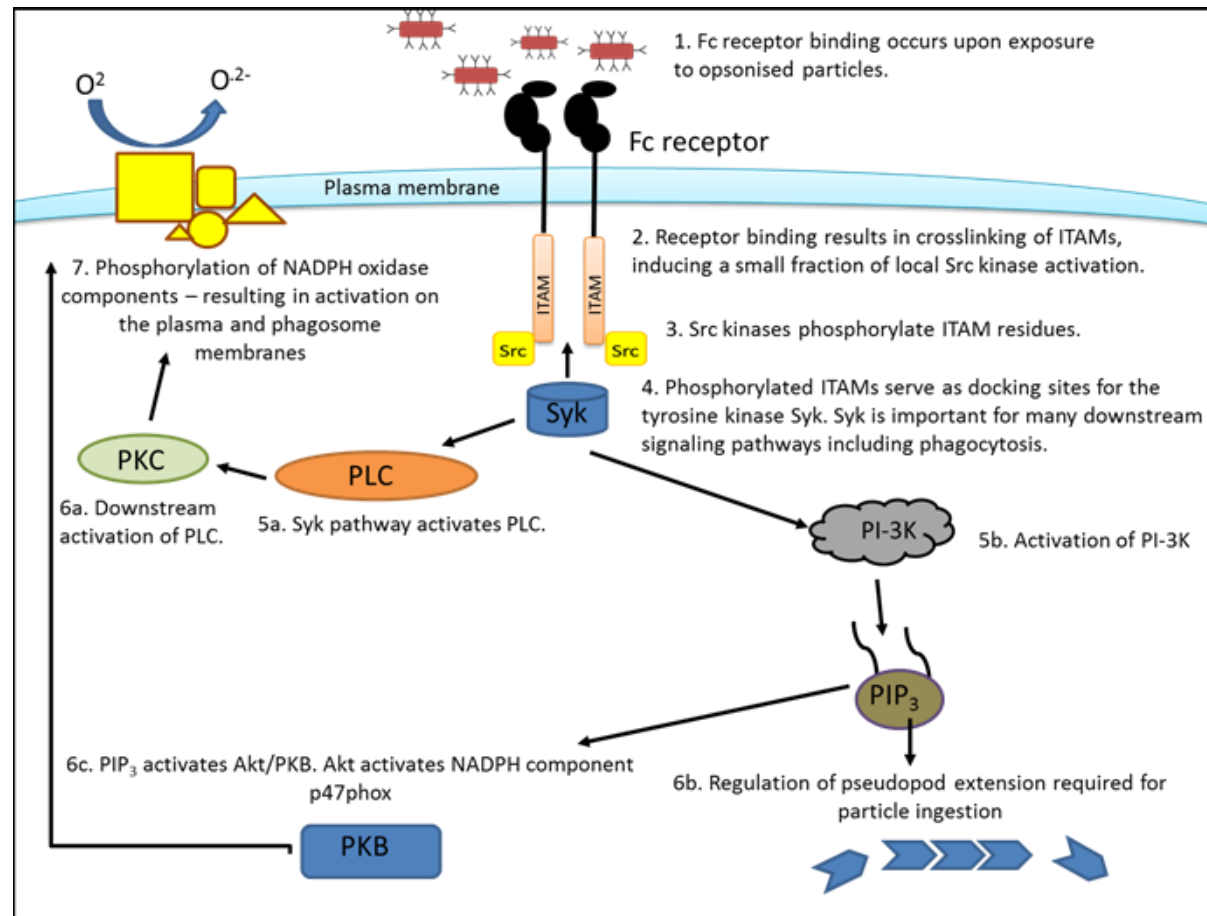 1. Fc receptor binding occurs upon exposure
to opsonised particles.
O²
O·²⁻
Fc receptor
Plasma membrane
2. Receptor binding results in crosslinking of ITAMs,
inducing a small fraction of local Src kinase activation.
7. Phosphorylation of NADPH oxidase
components – resulting in activation on
the plasma and phagosome
membranes
ITAM
ITAM
3. Src kinases phosphorylate ITAM residues.
Src
Src
4. Phosphorylated ITAMs serve as docking sites for the
tyrosine kinase Syk. Syk is important for many downstream
signaling pathways including phagocytosis.
Syk
PKC
PLC
6a. Downstream
activation of PLC.
5a. Syk pathway activates PLC.
PI-3K
5b. Activation of PI-3K
PIP₃
6c. PIP₃ activates Akt/PKB. Akt activates NADPH component
p47phox
6b. Regulation of pseudopod extension required for
particle ingestion
PKB